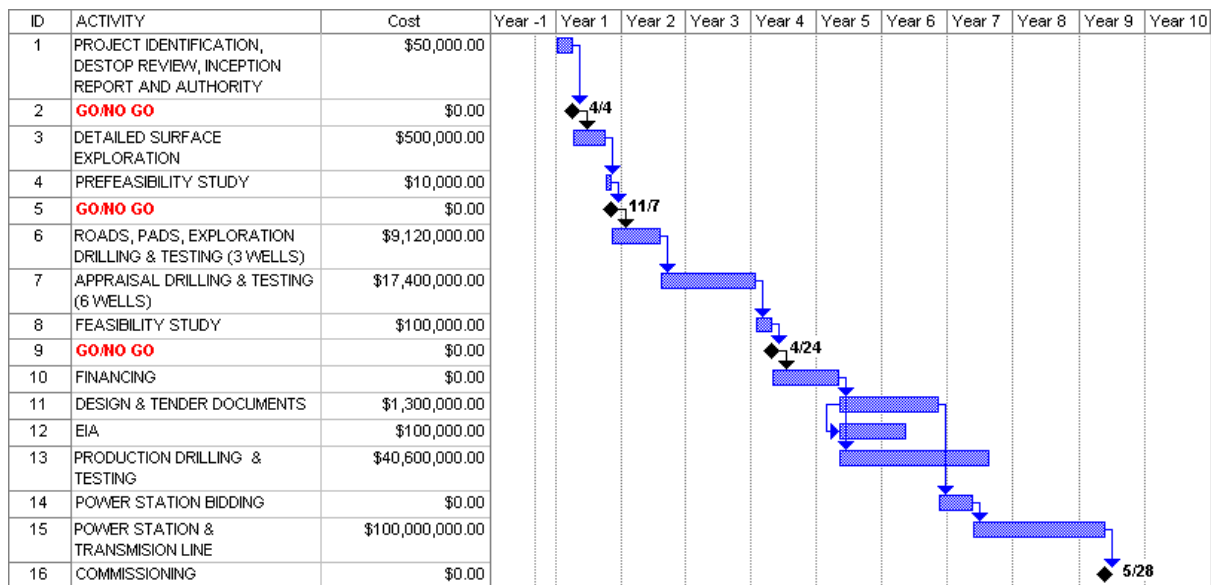 ID ACTIVITY Cost Year -1 Year 1 Year 2 Year 3 Year 4 Year 5 Year 6 Year 7 Year 8 Year 9 Year 10
1 PROJECT IDENTIFICATION, $50,000.00
DESTOP REVIEW, INCEPTION
REPORT AND AUTHORITY
2 GO/NO GO $0.00 4/4
3 DETAILED SURFACE $500,000.00
EXPLORATION
4 PREFEASIBILITY STUDY $10,000.00
5 GO/NO GO $0.00 11/7
6 ROADS, PADS, EXPLORATION $9,120,000.00
DRILLING & TESTING (3 WELLS)
7 APPRAISAL DRILLING & TESTING $17,400,000.00
(6 WELLS)
8 FEASIBILITY STUDY $100,000.00
9 GO/NO GO $0.00 4/24
10 FINANCING $0.00
11 DESIGN & TENDER DOCUMENTS $1,300,000.00
12 EIA $100,000.00
13 PRODUCTION DRILLING & $40,600,000.00
TESTING
14 POWER STATION BIDDING $0.00
15 POWER STATION & $100,000,000.00
TRANSMISION LINE
16 COMMISSIONING $0.00 5/28